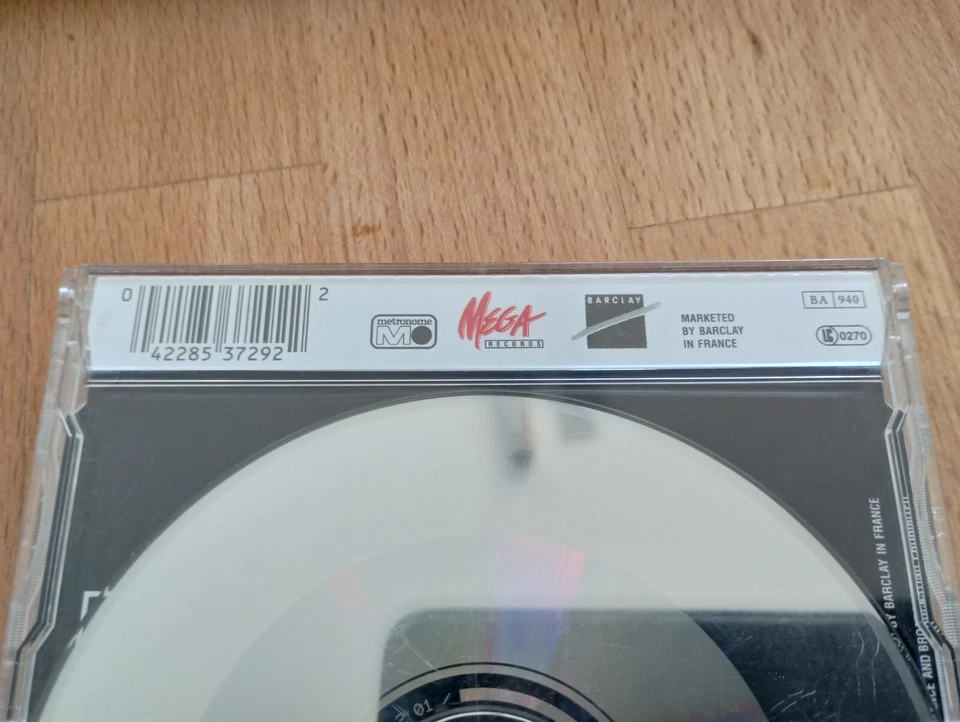 0 42285 37292 2
metronome
MEGA
RECORDS
BARCLAY
MARKETED
BY BARCLAY
IN FRANCE
BA 940
LC 0270
BY BARCLAY IN FRANCE
AND
01 /